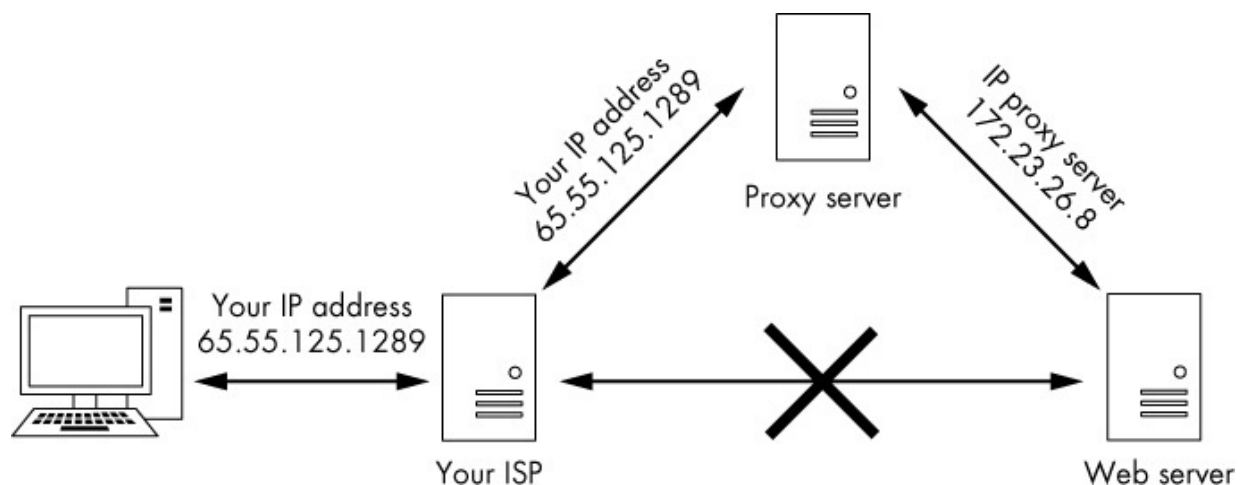 Your IP address
65.55.125.1289
IP proxy server
172.23.26.8
Proxy server
Your IP address
65.55.125.1289
Your ISP
Web server